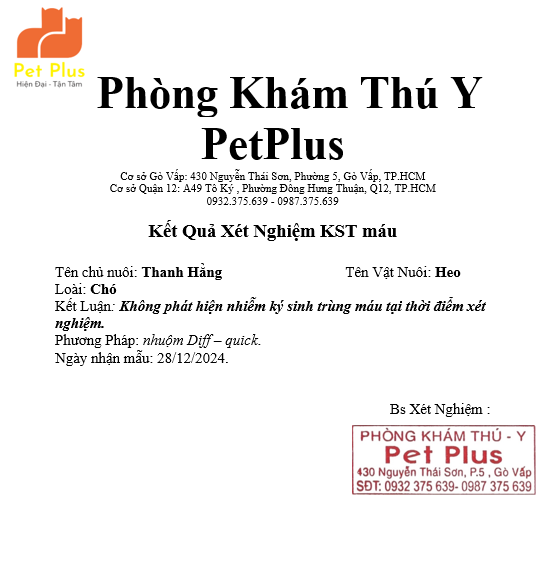 Pet Plus
Hiện Đại - Tận Tâm
Phòng Khám Thú Y
PetPlus
Cơ sở Gò Vấp: 430 Nguyễn Thái Sơn, Phường 5, Gò Vấp, TP.HCM
Cơ sở Quận 12: A49 Tô Ký , Phường Đông Hưng Thuận, Q12, TP.HCM
0932.375.639 - 0987.375.639
Kết Quả Xét Nghiệm KST máu
Tên chủ nuôi: Thanh Hằng Tên Vật Nuôi: Heo
Loài: Chó
Kết Luận: Không phát hiện nhiễm ký sinh trùng máu tại thời điểm xét
nghiệm.
Phương Pháp: nhuộm Diff – quick.
Ngày nhận mẫu: 28/12/2024.
Bs Xét Nghiệm :
PHÒNG KHÁM THÚ - Y
Pet Plus
430 Nguyễn Thái Sơn, P.5 , Gò Vấp
SĐT: 0932 375 639- 0987 375 639